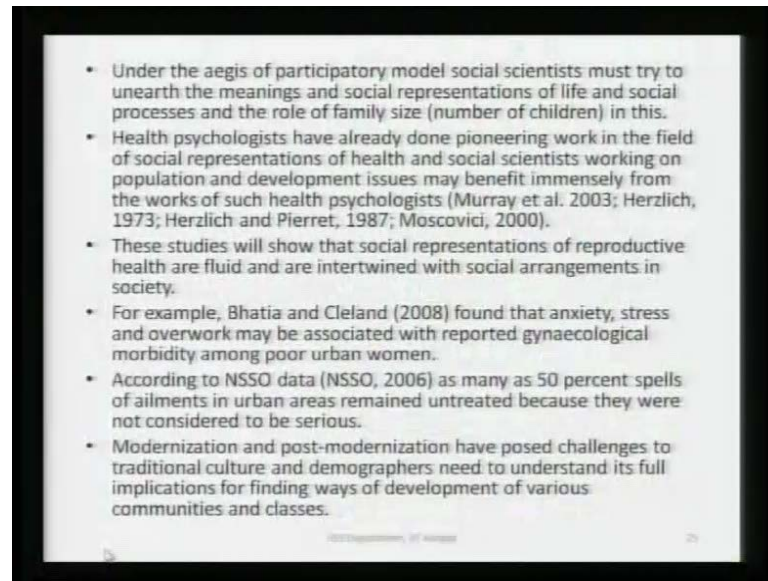 • Under the aegis of participatory model social scientists must try to
unearth the meanings and social representations of life and social
processes and the role of family size (number of children) in this.
• Health psychologists have already done pioneering work in the field
of social representations of health and social scientists working on
population and development issues may benefit immensely from
the works of such health psychologists (Murray et al. 2003; Herzlich,
1973; Herzlich and Pierret, 1987; Moscovici, 2000).
• These studies will show that social representations of reproductive
health are fluid and are intertwined with social arrangements in
society.
• For example, Bhatia and Cleland (2008) found that anxiety, stress
and overwork may be associated with reported gynaecological
morbidity among poor urban women.
• According to NSSO data (NSSO, 2006) as many as 50 percent spells
of ailments in urban areas remained untreated because they were
not considered to be serious.
• Modernization and post-modernization have posed challenges to
traditional culture and demographers need to understand its full
implications for finding ways of development of various
communities and classes.